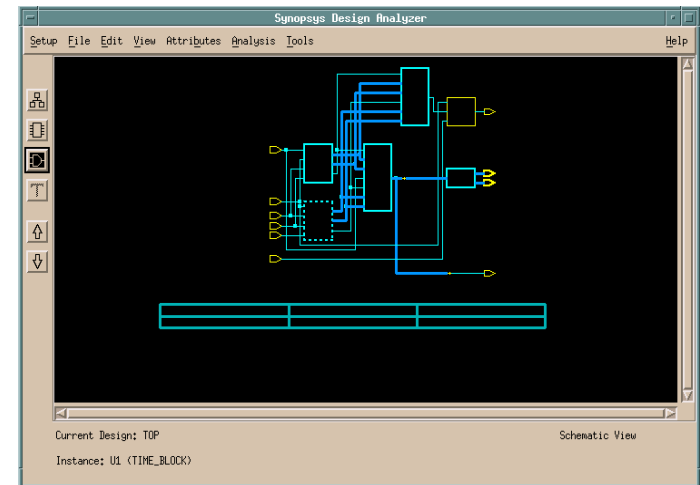 Synopsys Design Analyzer
Setup File Edit View Attributes Analysis Tools Help
Current Design: TOP Schematic View
Instance: U1 (TIME_BLOCK)